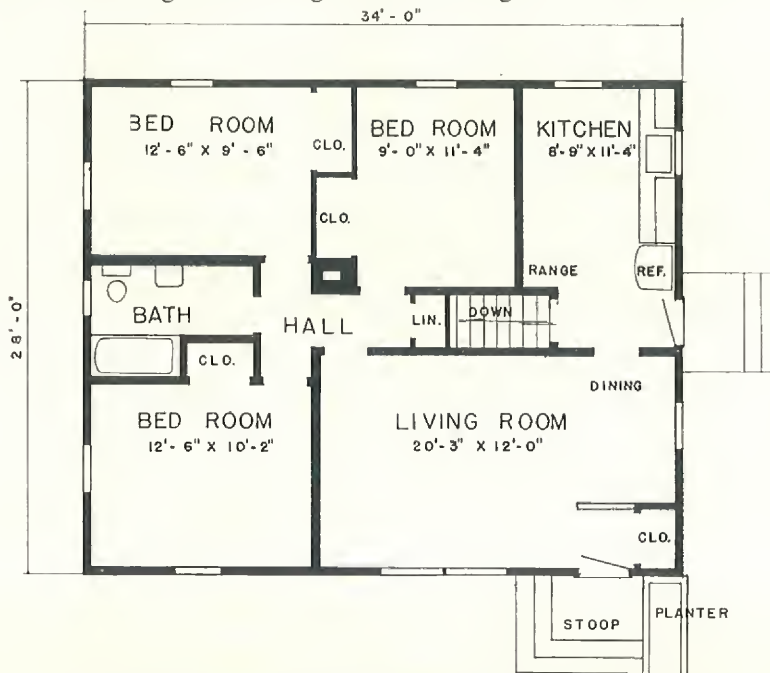 34'-0"
BED ROOM
12'-6" X 9'-6"
CLO.
BED ROOM
9'-0" X 11'-4"
KITCHEN
8'-9" X 11'-4"
CLO.
RANGE
REF.
28'-0"
BATH
HALL
LIN.
DOWN
CLO.
DINING
BED ROOM
12'-6" X 10'-2"
LIVING ROOM
20'-3" X 12'-0"
CLO.
STOOP
PLANTER